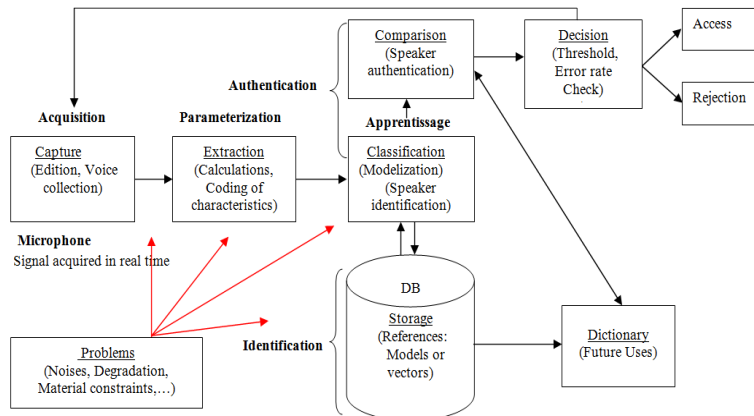 Comparison
(Speaker
authentication)
Decision
(Threshold,
Error rate
Check)
Access
Rejection
Authentication
Acquisition
Parameterization
Apprentissage
Capture
(Edition, Voice
collection)
Extraction
(Calculations,
Coding of
characteristics)
Classification
(Modelization)
(Speaker
identification)
Microphone
Signal acquired in real time
DB
Storage
(References:
Models or
vectors)
Identification
Dictionary
(Future Uses)
Problems
(Noises, Degradation,
Material constraints,…)